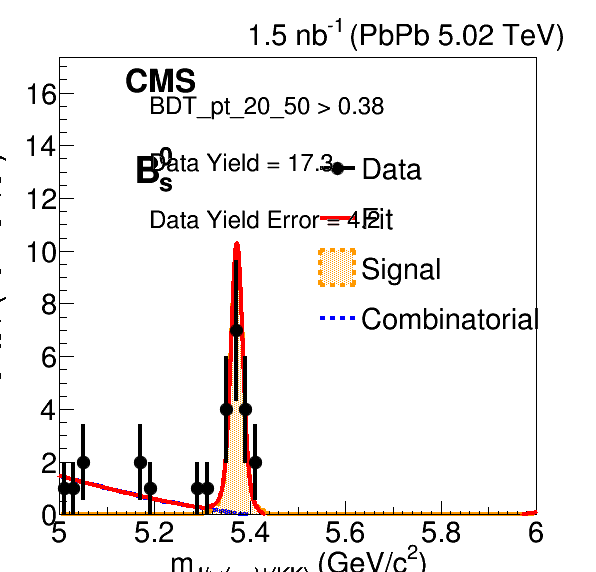 1.5 nb⁻¹ (PbPb 5.02 TeV)
CMS
BDT_pt_20_50 > 0.38
B⁰ₛ
Data Yield = 17.3
Data Yield Error = 4.2
Data
Fit
Signal
Combinatorial
16
14
12
10
8
6
4
2
0
5 5.2 5.4 5.6 5.8 6
(GeV/c²)